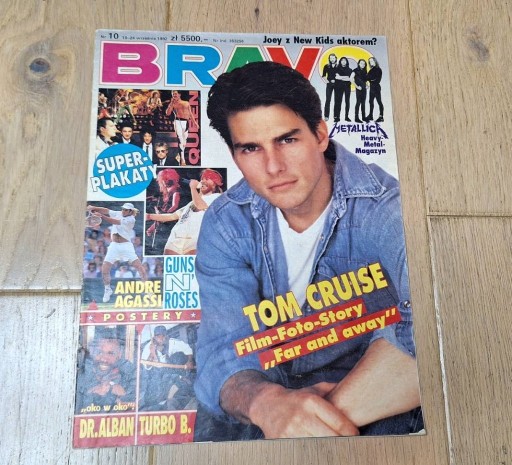 Nr. 10
zł 5500,-
Joey z New Kids aktorem?
BRAVO
QUEEN
METALLICA
Heavy-
Metal-
Magazyn
SUPER-
PLAKATY
GUNS
N'
ROSES
ANDRE
AGASSI
POSTERY
TOM CRUISE
Film-Foto-Story
„Far and away"
„oko w oko"!
DR. ALBAN
TURBO B.